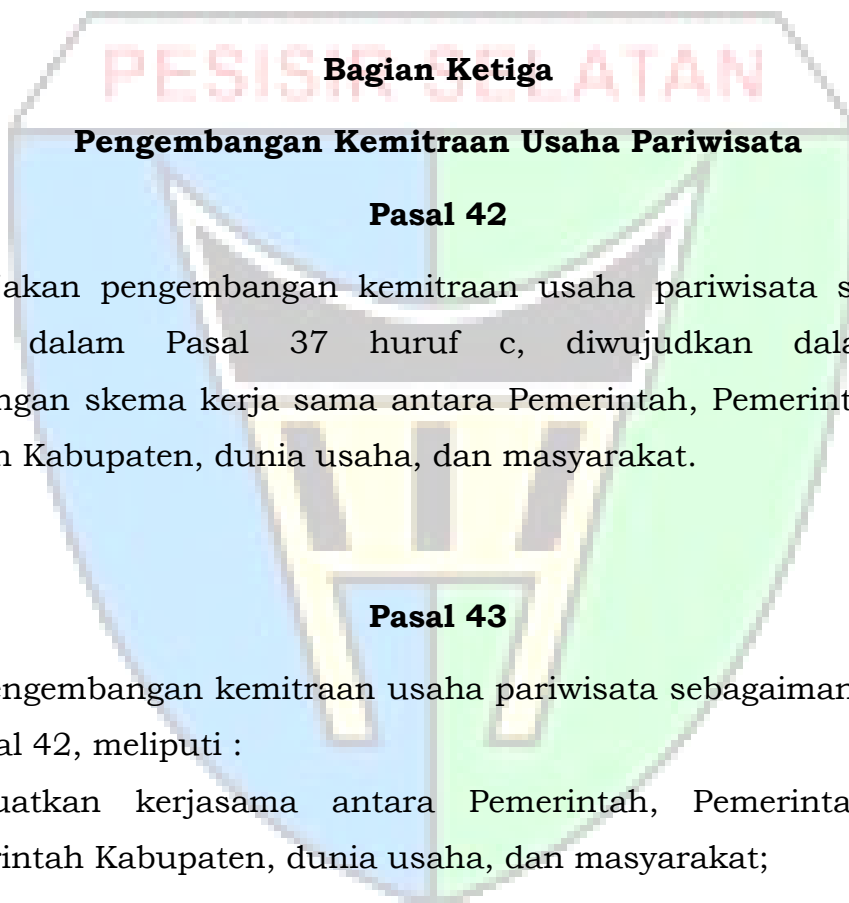 PESISIR SELATAN
Bagian Ketiga
Pengembangan Kemitraan Usaha Pariwisata
Pasal 42
jakan pengembangan kemitraan usaha pariwisata s
dalam Pasal 37 huruf c, diwujudkan dala
ngan skema kerja sama antara Pemerintah, Pemerint
n Kabupaten, dunia usaha, dan masyarakat.
Pasal 43
engembangan kemitraan usaha pariwisata sebagaiman
al 42, meliputi :
uatkan kerjasama antara Pemerintah, Pemerinta
rintah Kabupaten, dunia usaha, dan masyarakat;